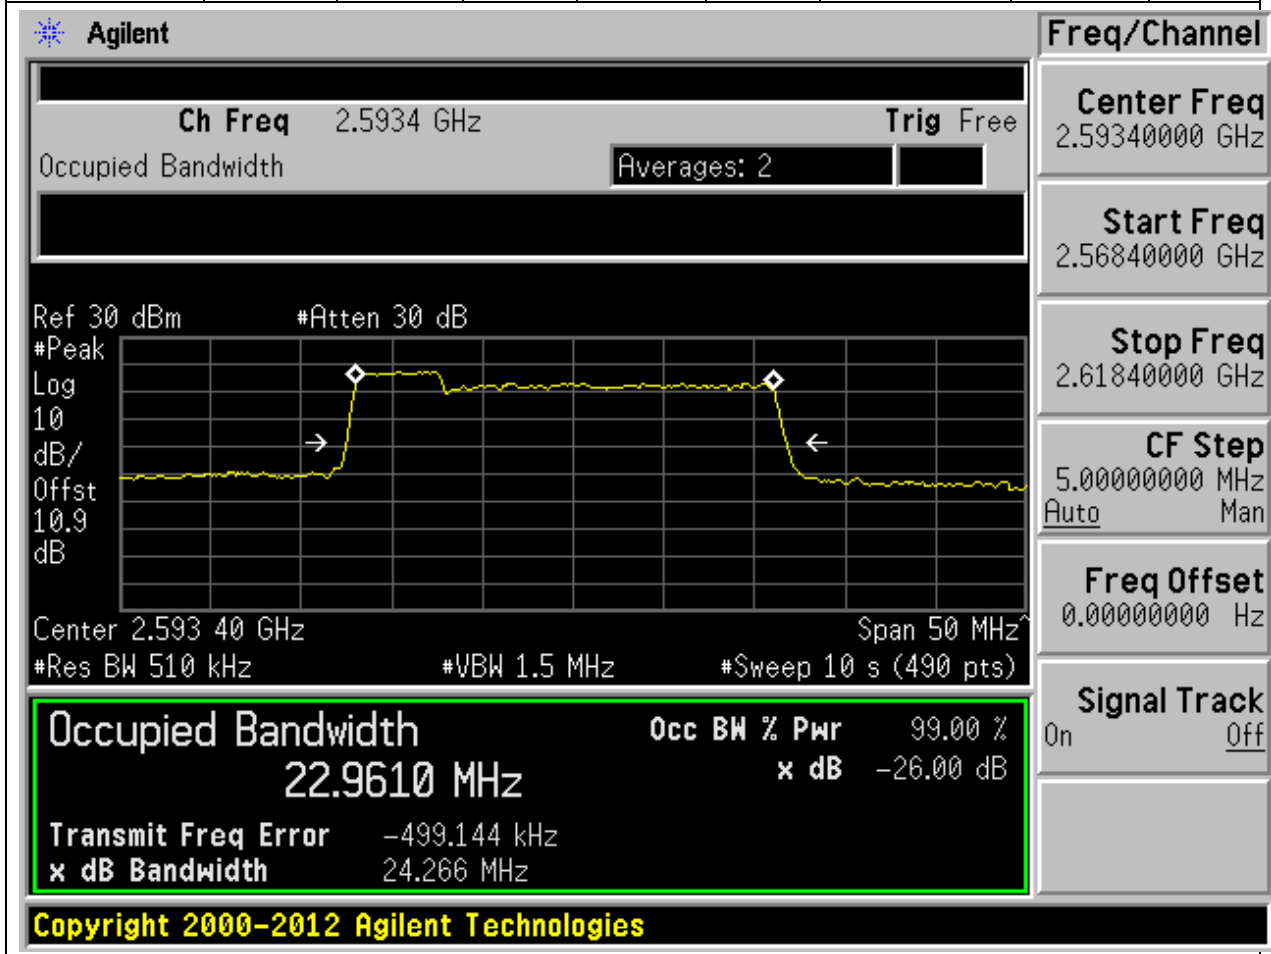 Agilent
Freq/Channel
Ch Freq 2.5934 GHz Trig Free
Occupied Bandwidth Averages: 2
Ref 30 dBm #Atten 30 dB
#Peak
Log
10
dB/
Offst
10.9
dB
Center 2.593 40 GHz Span 50 MHz^
#Res BW 510 kHz #VBW 1.5 MHz #Sweep 10 s (490 pts)
Occupied Bandwidth Occ BW % Pwr 99.00 %
22.9610 MHz x dB -26.00 dB
Transmit Freq Error -499.144 kHz
x dB Bandwidth 24.266 MHz
Center Freq
2.59340000 GHz
Start Freq
2.56840000 GHz
Stop Freq
2.61840000 GHz
CF Step
5.00000000 MHz
Auto Man
Freq Offset
0.00000000 Hz
Signal Track
On Off
Copyright 2000-2012 Agilent Technologies